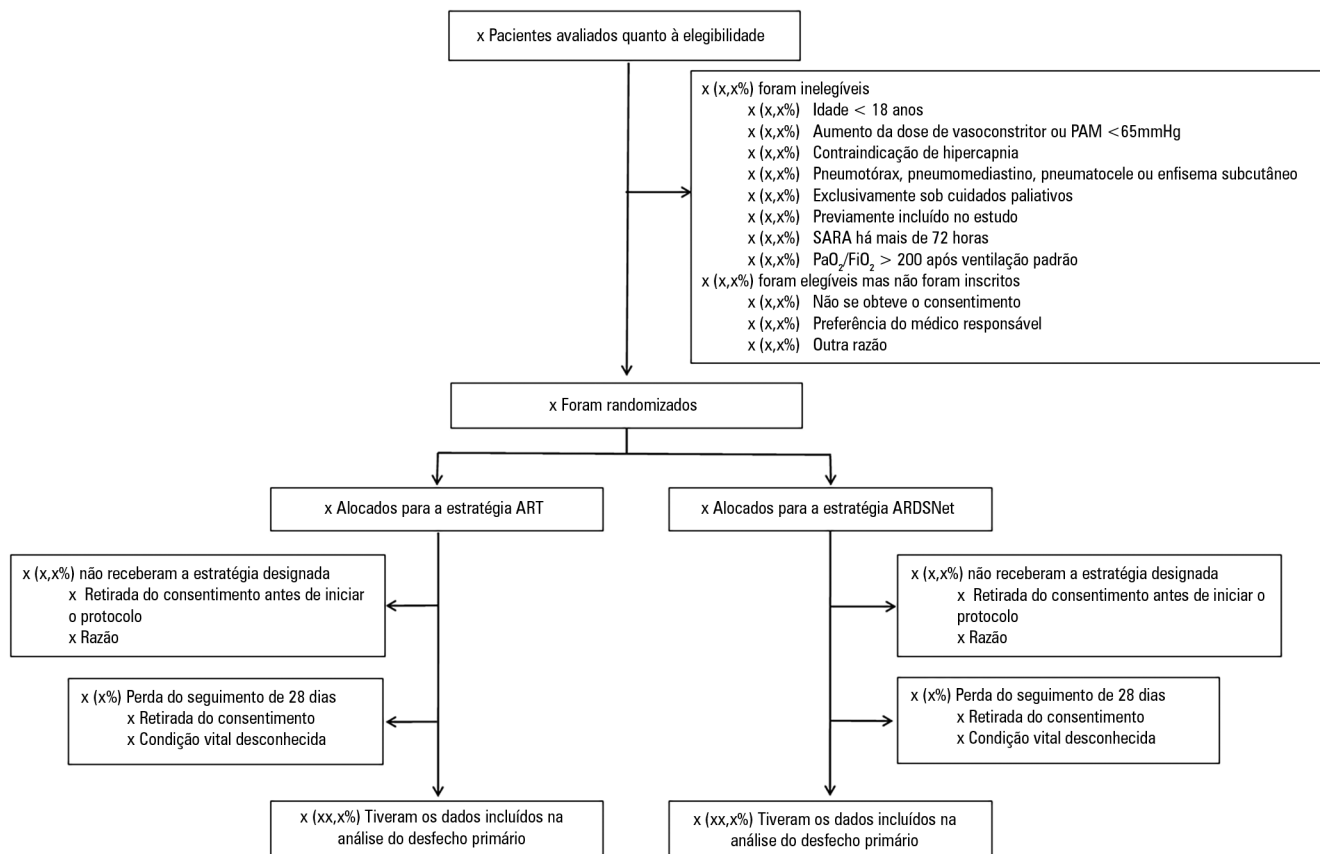 x Pacientes avaliados quanto à elegibilidade
x (x,x%) foram inelegíveis
x (x,x%) Idade < 18 anos
x (x,x%) Aumento da dose de vasoconstritor ou PAM <65mmHg
x (x,x%) Contraindicação de hipercapnia
x (x,x%) Pneumotórax, pneumomediastino, pneumatocele ou enfisema subcutâneo
x (x,x%) Exclusivamente sob cuidados paliativos
x (x,x%) Previamente incluído no estudo
x (x,x%) SARA há mais de 72 horas
x (x,x%) PaO₂/FiO₂ > 200 após ventilação padrão
x (x,x%) foram elegíveis mas não foram inscritos
x (x,x%) Não se obteve o consentimento
x (x,x%) Preferência do médico responsável
x (x,x%) Outra razão
x Foram randomizados
x Alocados para a estratégia ART
x (x,x%) não receberam a estratégia designada
x Retirada do consentimento antes de iniciar
o protocolo
x Razão
x (x%) Perda do seguimento de 28 dias
x Retirada do consentimento
x Condição vital desconhecida
x (xx,x%) Tiveram os dados incluídos na
análise do desfecho primário
x Alocados para a estratégia ARDSNet
x (x,x%) não receberam a estratégia designada
x Retirada do consentimento antes de iniciar o
protocolo
x Razão
x (x%) Perda do seguimento de 28 dias
x Retirada do consentimento
x Condição vital desconhecida
x (xx,x%) Tiveram os dados incluídos na
análise do desfecho primário